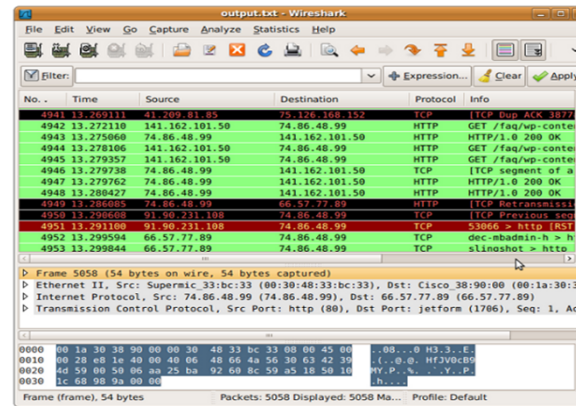 output.txt - Wireshark
File Edit View Go Capture Analyze Statistics Help
Filter: Expression... Clear Apply
No. . Time Source Destination Protocol Info
4941 13.269111 41.209.81.85 75.126.168.152 TCP [TCP Dup ACK 3877
4942 13.272110 141.162.101.50 74.86.48.99 HTTP GET /faq/wp-conte
4943 13.275060 74.86.48.99 141.162.101.50 HTTP HTTP/1.0 200 OK
4944 13.278106 141.162.101.50 74.86.48.99 HTTP GET /faq/wp-conte
4945 13.279357 141.162.101.50 74.86.48.99 HTTP GET /faq/wp-conte
4946 13.279738 74.86.48.99 141.162.101.50 TCP [TCP segment of a
4947 13.279762 74.86.48.99 141.162.101.50 HTTP HTTP/1.0 200 OK
4948 13.280427 74.86.48.99 141.162.101.50 HTTP HTTP/1.0 200 OK
4949 13.286085 74.86.48.99 66.57.77.89 HTTP [TCP Retransmissi
4950 13.290608 91.90.231.108 74.86.48.99 TCP [TCP Previous seg
4951 13.291100 91.90.231.108 74.86.48.99 TCP 53066 > http [RST
4952 13.299594 66.57.77.89 74.86.48.99 TCP dec-mbadmin-h > h
4953 13.299844 66.57.77.89 74.86.48.99 TCP slingshot > http
Frame 5058 (54 bytes on wire, 54 bytes captured)
Ethernet II, Src: Supermic_33:bc:33 (00:30:48:33:bc:33), Dst: Cisco_38:90:00 (00:1a:30:3
Internet Protocol, Src: 74.86.48.99 (74.86.48.99), Dst: 66.57.77.89 (66.57.77.89)
Transmission Control Protocol, Src Port: http (80), Dst Port: jetform (1706), Seq: 1, A
0000 00 1a 30 38 90 00 00 30 48 33 bc 33 08 00 45 00 ..08...0 H3.3..E.
0010 00 28 e8 1e 40 00 40 06 48 66 4a 56 30 63 42 39 .(..@.@. HfJV0cB9
0020 4d 59 00 50 06 aa 25 ba 92 60 8c 59 a5 18 50 10 MY.P..%. .`.Y..P.
0030 1c 68 98 9a 00 00 .h....
Frame (frame), 54 bytes Packets: 5058 Displayed: 5058 Ma... Profile: Default